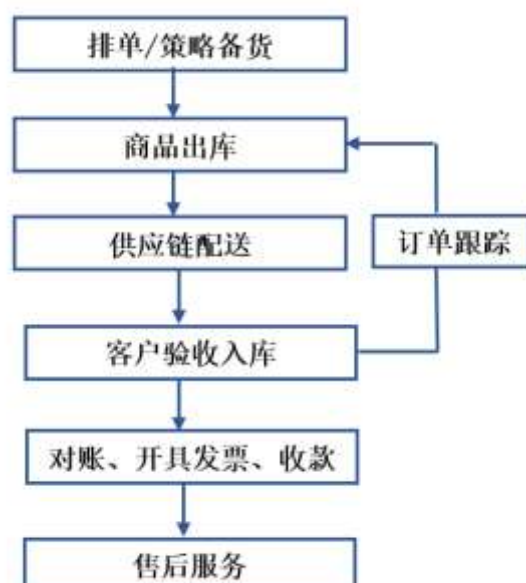 排单/策略备货
商品出库
供应链配送
订单跟踪
客户验收入库
对账、开具发票、收款
售后服务